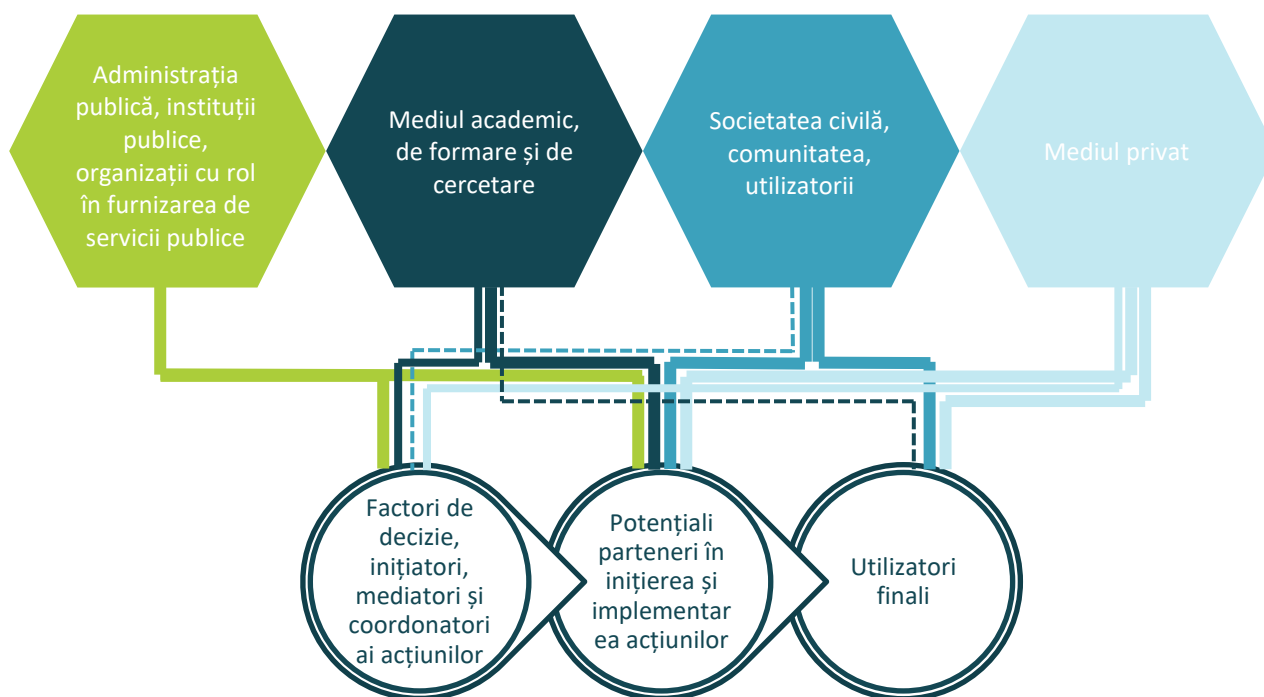 Administrația
publică, instituții
publice,
organizații cu rol
în furnizarea de
servicii publice
Mediul academic,
de formare și de
cercetare
Societatea civilă,
comunitatea,
utilizatorii
Mediul privat
Factori de
decizie,
inițiatori,
mediatori și
coordonatori
ai acțiunilor
Potențiali
parteneri în
inițierea și
implementar
ea acțiunilor
Utilizatori
finali